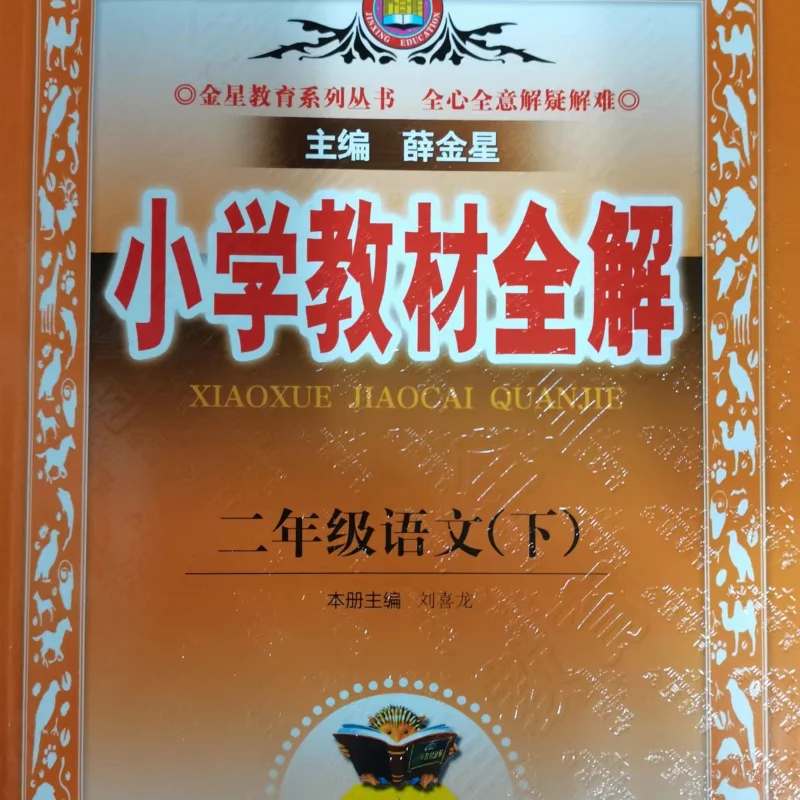 JINXING EDUCATION
◎金星教育系列丛书 全心全意解疑解难◎
主编 薛金星
小学教材全解
XIAOXUE JIAOCAI QUANJIE
二年级语文(下)
本册主编 刘喜龙